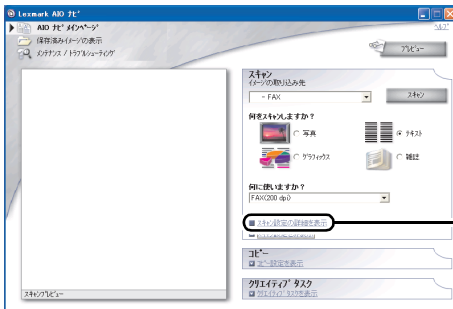 Lexmark AIO ナビ
AIO ナビ メインページ
保存済みイメージの表示
メンテナンス / トラブルシューティング
ヘルプ
プレビュー
スキャン
イメージの取り込み先
- FAX
スキャン
何をスキャンしますか？
写真
テキスト
グラフィックス
雑誌
何に使いますか？
FAX(200 dpi)
スキャン設定の詳細を表示
コピー
コピー設定を表示
クリエイティブ タスク
クリエイティブ タスクを表示
スキャンプレビュー